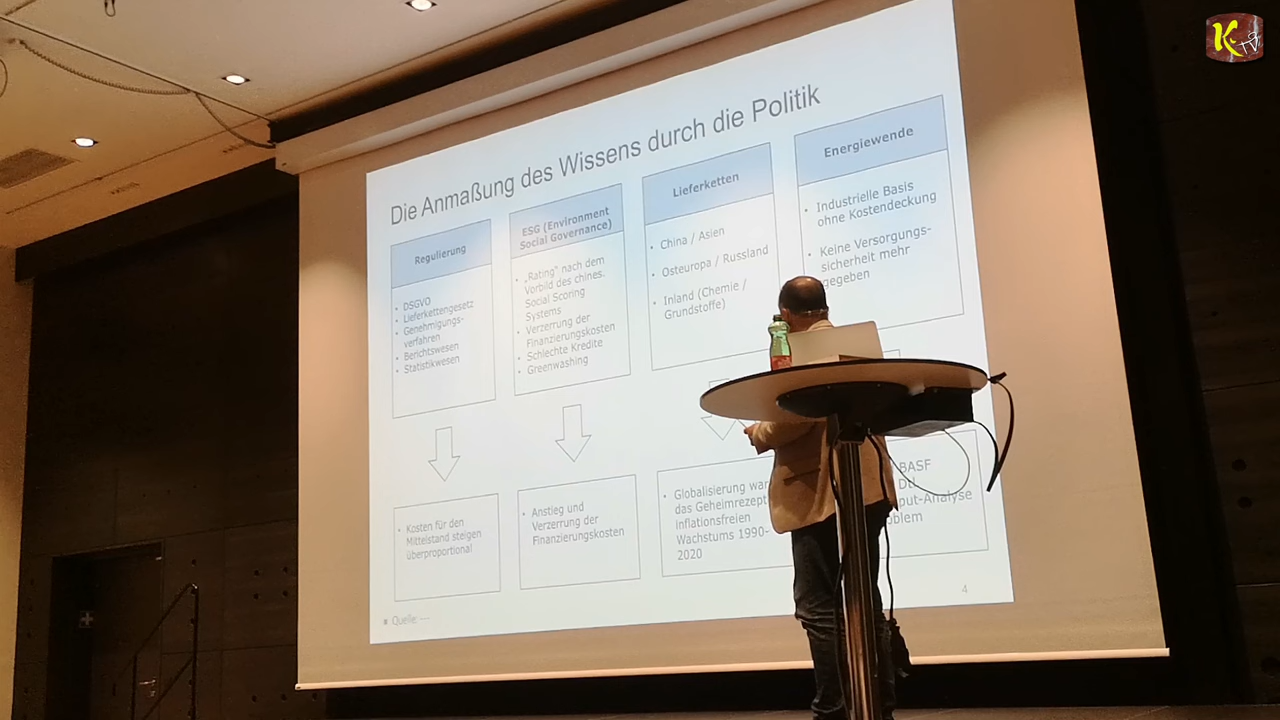 K-TV
Die Anmaßung des Wissens durch die Politik
Regulierung
• DSGVO
• Lieferkettengesetz
• Genehmigungs-
verfahren
• Berichtswesen
• Statistikwesen
• Kosten für den
Mittelstand steigen
überproportional
ESG (Environment
Social Governance)
• „Rating" nach dem
Vorbild des chines.
Social Scoring
Systems
• Verzerrung der
Finanzierungskosten
• Schlechte Kredite
• Greenwashing
• Anstieg und
Verzerrung der
Finanzierungskosten
Lieferketten
• China / Asien
• Osteuropa / Russland
• Inland (Chemie /
Grundstoffe)
• Globalisierung war
das Geheimrezept
inflationsfreien
Wachstums 1990-
2020
Energiewende
• Industrielle Basis
ohne Kostendeckung
• Keine Versorgungs-
sicherheit mehr
gegeben
BASF
put-Analyse
oblem
Quelle: ---
4